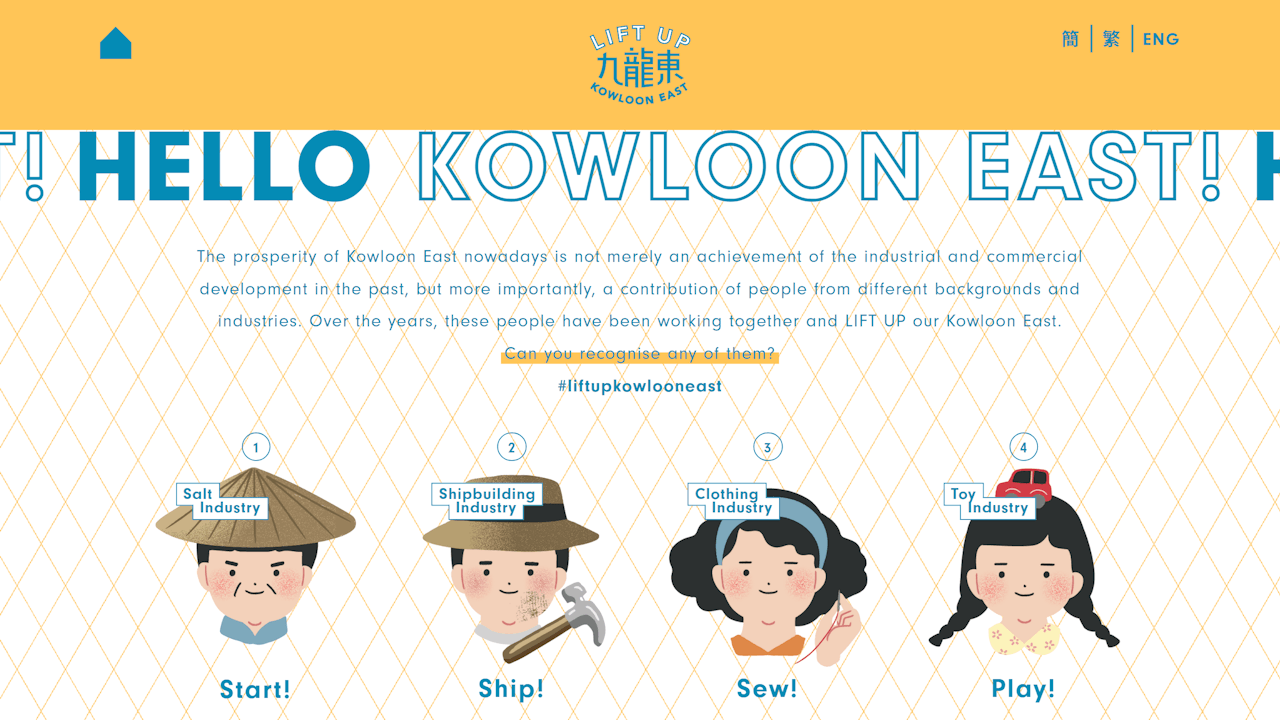 LIFT UP
九龍東
KOWLOON EAST
簡 繁 ENG
T! HELLO KOWLOON EAST! H
The prosperity of Kowloon East nowadays is not merely an achievement of the industrial and commercial
development in the past, but more importantly, a contribution of people from different backgrounds and
industries. Over the years, these people have been working together and LIFT UP our Kowloon East.
Can you recognise any of them?
#liftupkowlooneast
1
Salt
Industry
Start!
2
Shipbuilding
Industry
Ship!
3
Clothing
Industry
Sew!
4
Toy
Industry
Play!